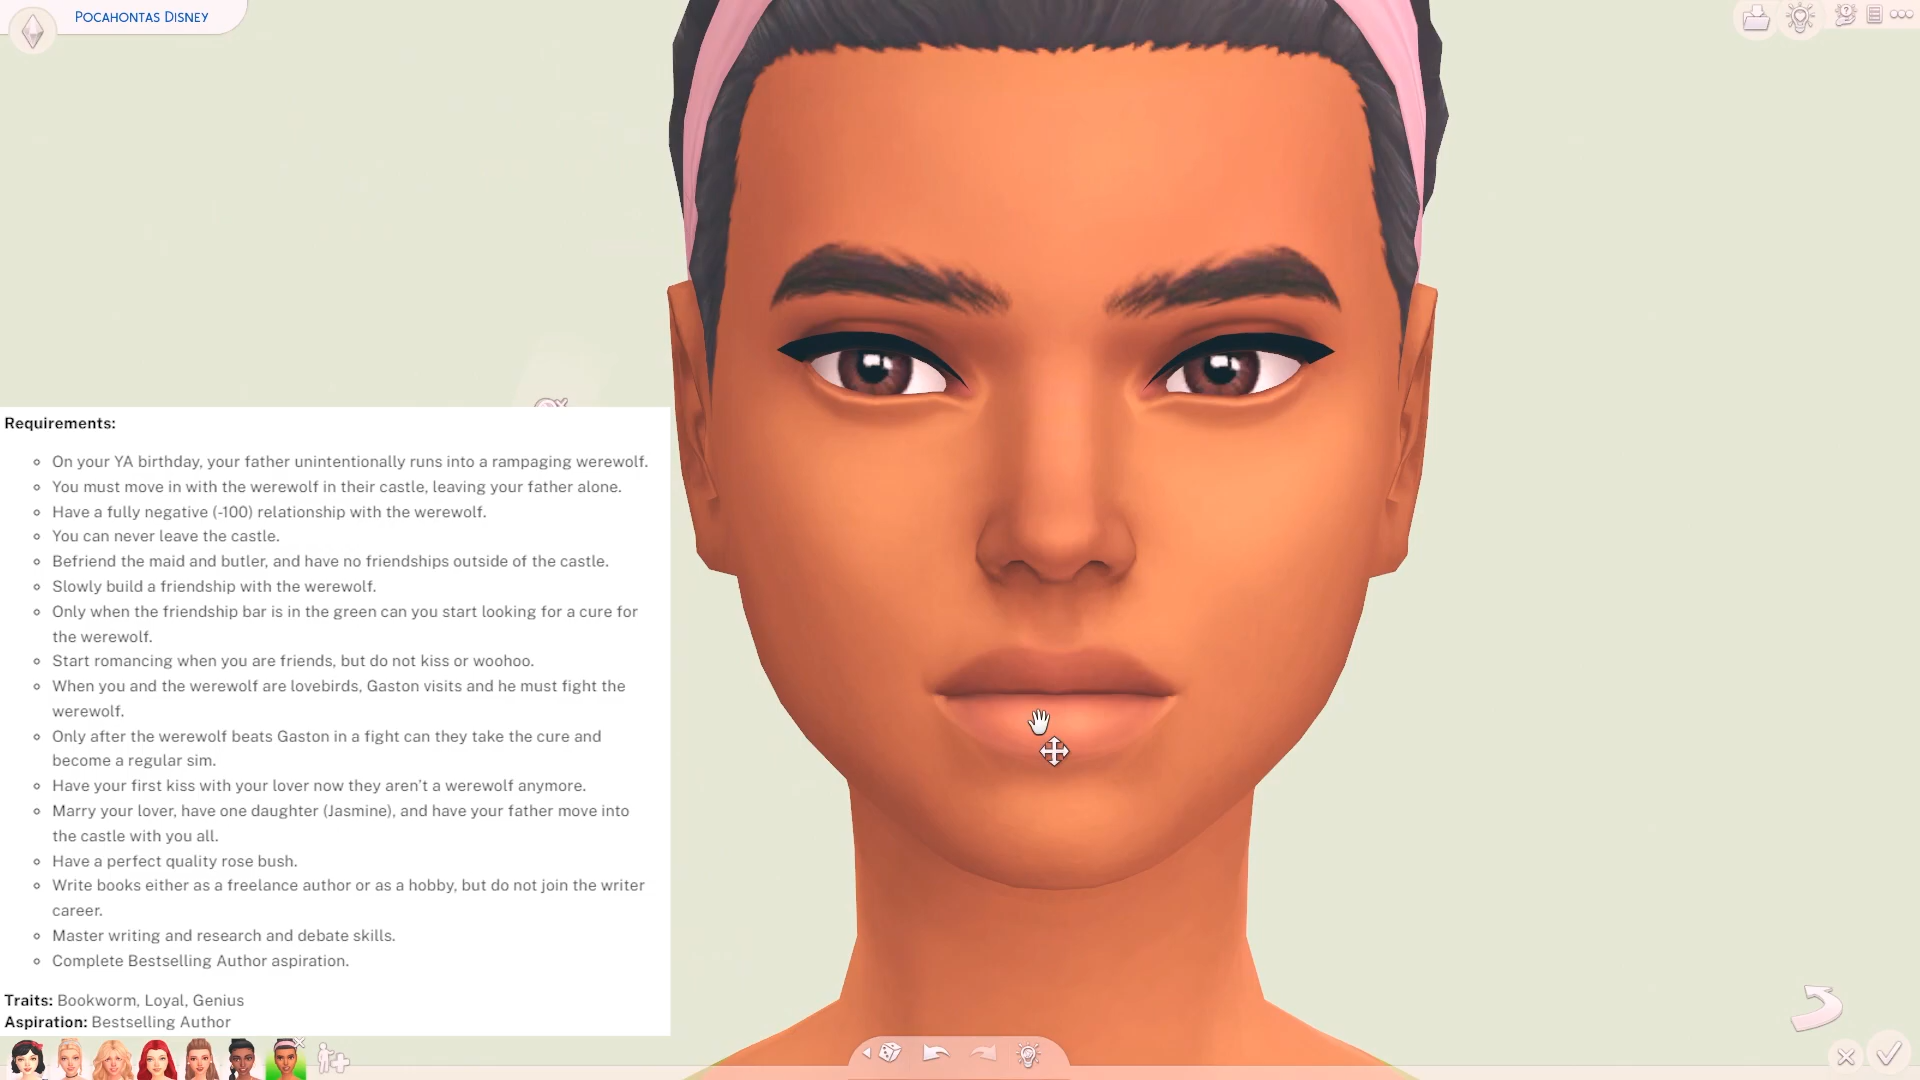 Pocahontas Disney
Requirements:
On your YA birthday, your father unintentionally runs into a rampaging werewolf.
You must move in with the werewolf in their castle, leaving your father alone.
Have a fully negative (-100) relationship with the werewolf.
You can never leave the castle.
Befriend the maid and butler, and have no friendships outside of the castle.
Slowly build a friendship with the werewolf.
Only when the friendship bar is in the green can you start looking for a cure for
the werewolf.
Start romancing when you are friends, but do not kiss or woohoo.
When you and the werewolf are lovebirds, Gaston visits and he must fight the
werewolf.
Only after the werewolf beats Gaston in a fight can they take the cure and
become a regular sim.
Have your first kiss with your lover now they aren't a werewolf anymore.
Marry your lover, have one daughter (Jasmine), and have your father move into
the castle with you all.
Have a perfect quality rose bush.
Write books either as a freelance author or as a hobby, but do not join the writer
career.
Master writing and research and debate skills.
Complete Bestselling Author aspiration.
Traits: Bookworm, Loyal, Genius
Aspiration: Bestselling Author